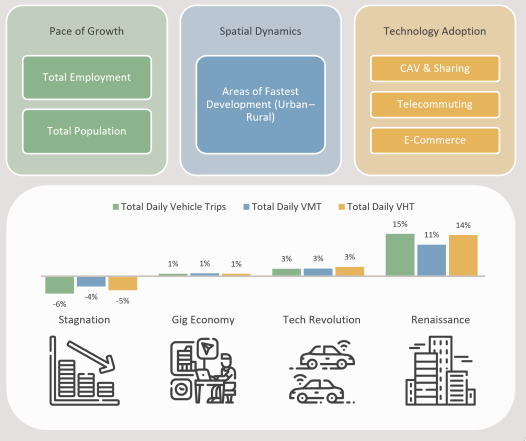 Pace of Growth
Total Employment
Total Population
Spatial Dynamics
Areas of Fastest
Development (Urban–
Rural)
Technology Adoption
CAV & Sharing
Telecommuting
E-Commerce
Total Daily Vehicle Trips Total Daily VMT Total Daily VHT
-6% -4% -5%
1% 1% 1%
3% 3% 3%
15% 11% 14%
Stagnation Gig Economy Tech Revolution Renaissance